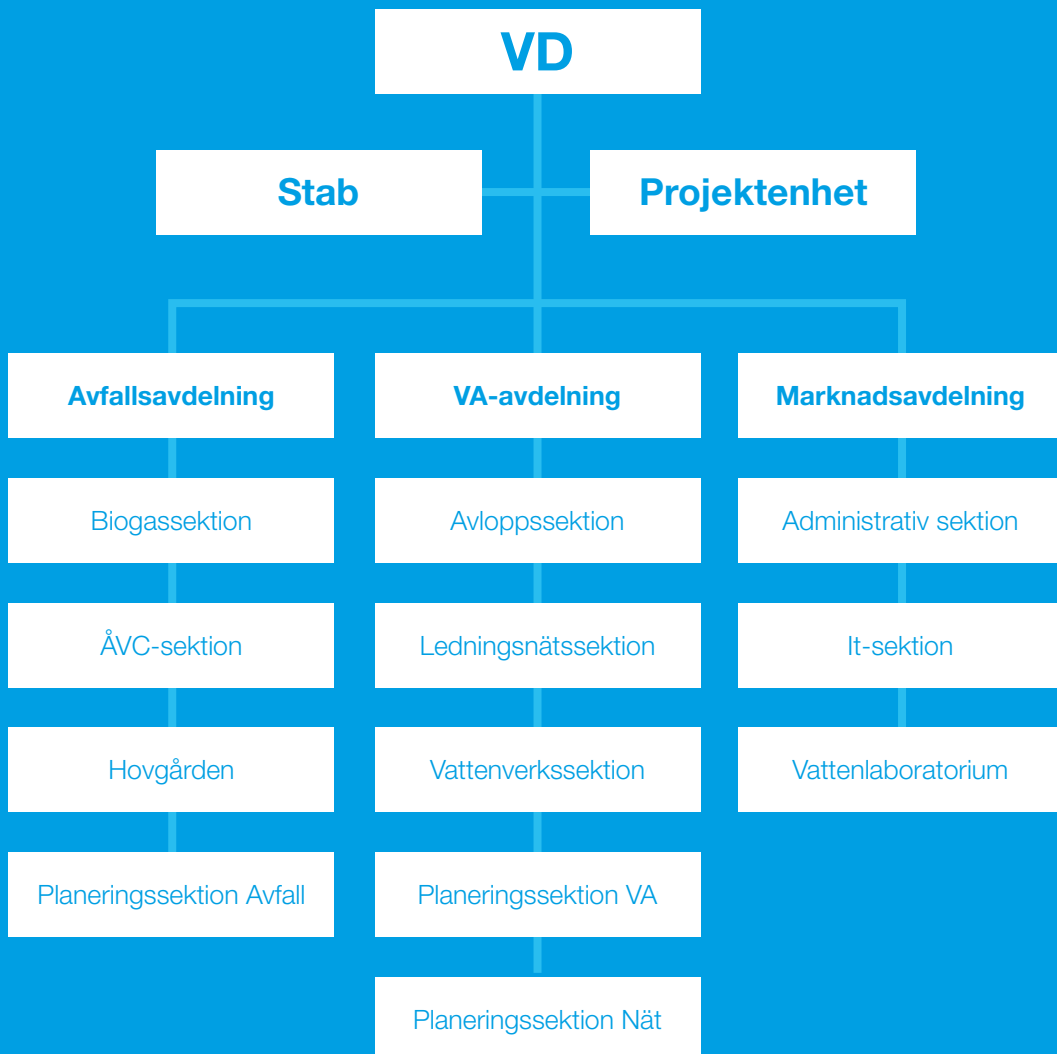 VD
Stab
Projektenhet
Avfallsavdelning
VA-avdelning
Marknadsavdelning
Biogassektion
Avloppssektion
Administrativ sektion
ÅVC-sektion
Ledningsnätssektion
It-sektion
Hovgården
Vattenverkssektion
Vattenlaboratorium
Planeringssektion Avfall
Planeringssektion VA
Planeringssektion Nät